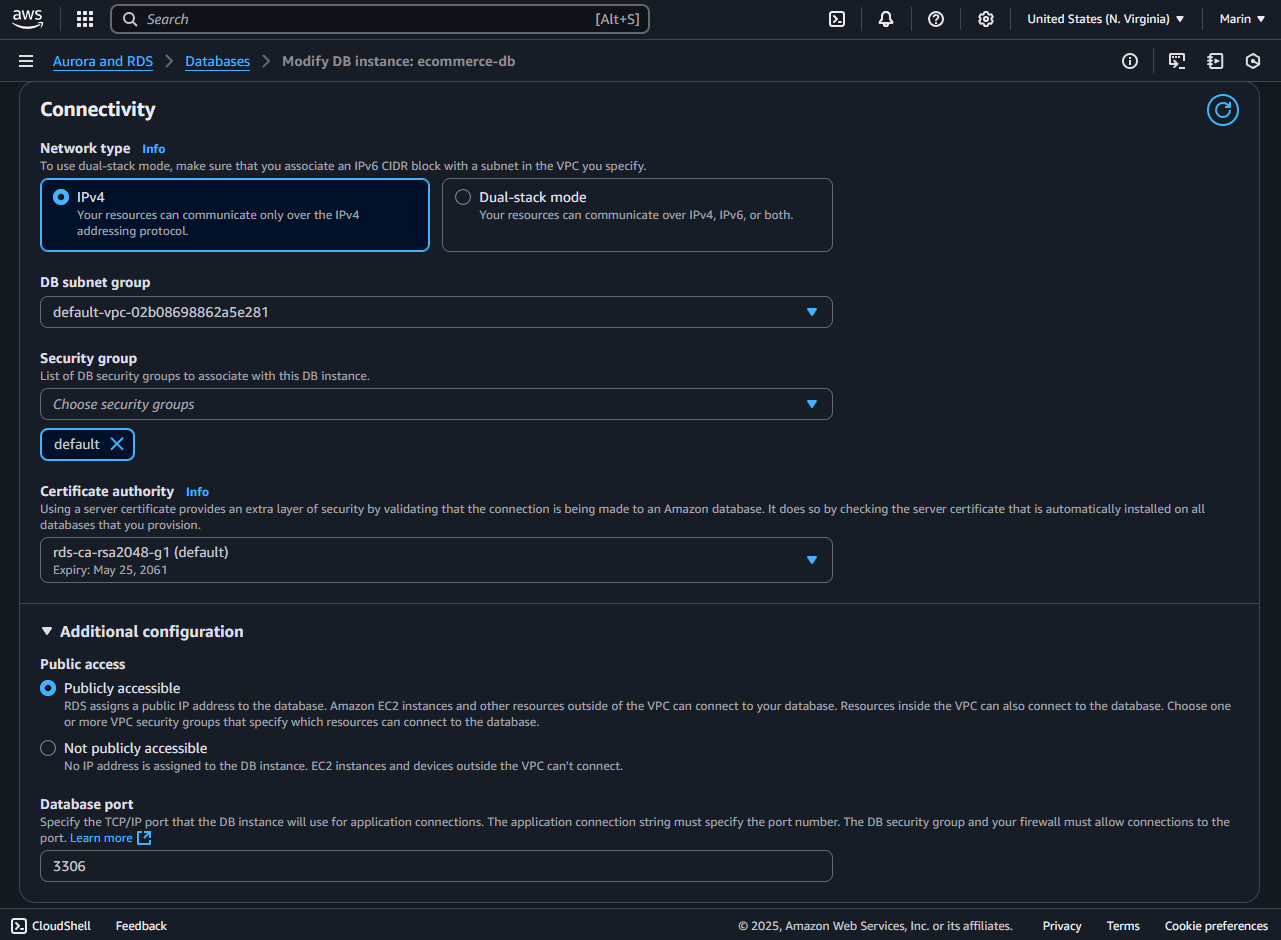 aws
Search [Alt+S]
United States (N. Virginia)
Marin
Aurora and RDS
Databases
Modify DB instance: ecommerce-db
Connectivity
Network type Info
To use dual-stack mode, make sure that you associate an IPv6 CIDR block with a subnet in the VPC you specify.
IPv4
Your resources can communicate only over the IPv4
addressing protocol.
Dual-stack mode
Your resources can communicate over IPv4, IPv6, or both.
DB subnet group
default-vpc-02b08698862a5e281
Security group
List of DB security groups to associate with this DB instance.
Choose security groups
default
Certificate authority Info
Using a server certificate provides an extra layer of security by validating that the connection is being made to an Amazon database. It does so by checking the server certificate that is automatically installed on all
databases that you provision.
rds-ca-rsa2048-g1 (default)
Expiry: May 25, 2061
Additional configuration
Public access
Publicly accessible
RDS assigns a public IP address to the database. Amazon EC2 instances and other resources outside of the VPC can connect to your database. Resources inside the VPC can also connect to the database. Choose one
or more VPC security groups that specify which resources can connect to the database.
Not publicly accessible
No IP address is assigned to the DB instance. EC2 instances and devices outside the VPC can't connect.
Database port
Specify the TCP/IP port that the DB instance will use for application connections. The application connection string must specify the port number. The DB security group and your firewall must allow connections to the
port. Learn more
3306
CloudShell
Feedback
© 2025, Amazon Web Services, Inc. or its affiliates.
Privacy
Terms
Cookie preferences